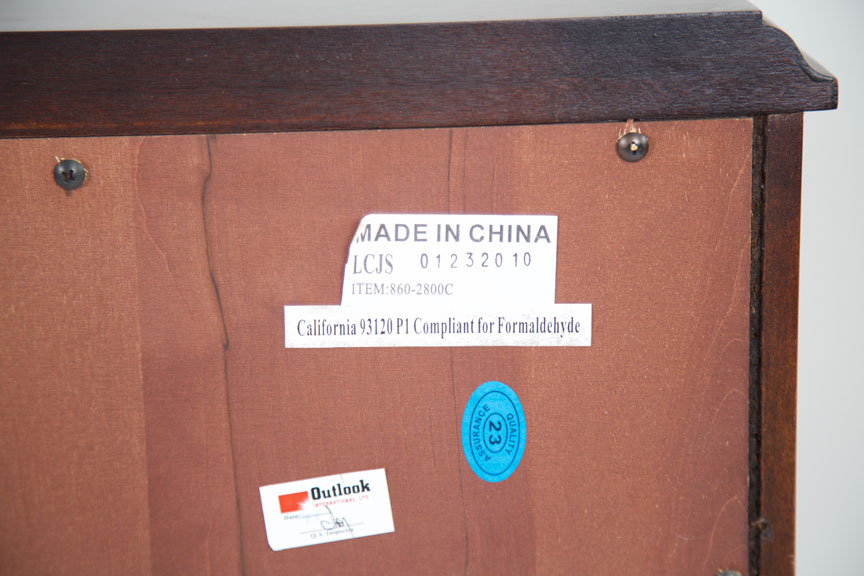 MADE IN CHINA
LCJS 01232010
ITEM:860-2800C
California 93120 P1 Compliant for Formaldehyde
ASSURANCE QUALITY
23
Outlook
INTERNATIONAL LTD
Q.A. Inspector